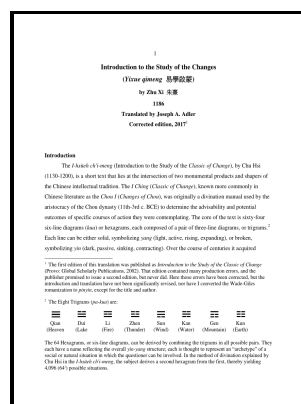 1
Introduction to the Study of the Changes
(Yixue qimeng 易學啟蒙)
by Zhu Xi 朱熹
1186
Translated by Joseph A. Adler
Corrected edition, 2017¹
Introduction
The I-hsüeh ch'i-meng (Introduction to the Study of the Classic of Change), by Chu Hsi
(1130-1200), is a short text that lies at the intersection of two monumental products and shapers of
the Chinese intellectual tradition. The I Ching (Classic of Change), known more commonly in
Chinese literature as the Chou I (Changes of Chou), was originally a divination manual used by the
aristocracy of the Chou dynasty (11th-3rd c. BCE) to determine the advisability and potential
outcomes of specific courses of action they were contemplating. The core of the text is sixty-four
six-line diagrams (kua) or hexagrams, each composed of a pair of three-line diagrams, or trigrams.²
Each line can be either solid, symbolizing yang (light, active, rising, expanding), or broken,
symbolizing yin (dark, passive, sinking, contracting). Over the course of centuries it acquired
¹ The first edition of this translation was published as Introduction to the Study of the Classic of Change
(Provo: Global Scholarly Publications, 2002). That edition contained many production errors, and the
publisher promised to issue a second edition, but never did. Here those errors have been corrected, but the
introduction and translation have not been significantly revised, nor have I converted the Wade-Giles
romanization to pinyin, except for the title and author.
² The Eight Trigrams (pa-kua) are:
☰ ☱ ☲ ☳ ☴ ☵ ☶ ☷
Qian Dui Li Zhen Sun Kan Gen Kun
(Heaven (Lake) (Fire) (Thunder) (Wind) (Water) (Mountain) (Earth)
The 64 Hexagrams, or six-line diagrams, can be derived by combining the trigrams in all possible pairs. They
each have a name reflecting the overall yin-yang structure; each is thought to represent an "archetype" of a
social or natural situation in which the questioner can be involved. In the method of divination explained by
Chu Hsi in the I-hsüeh ch'i-meng, the subject derives a second hexagram from the first, thereby yielding
4,096 (64²) possible situations.